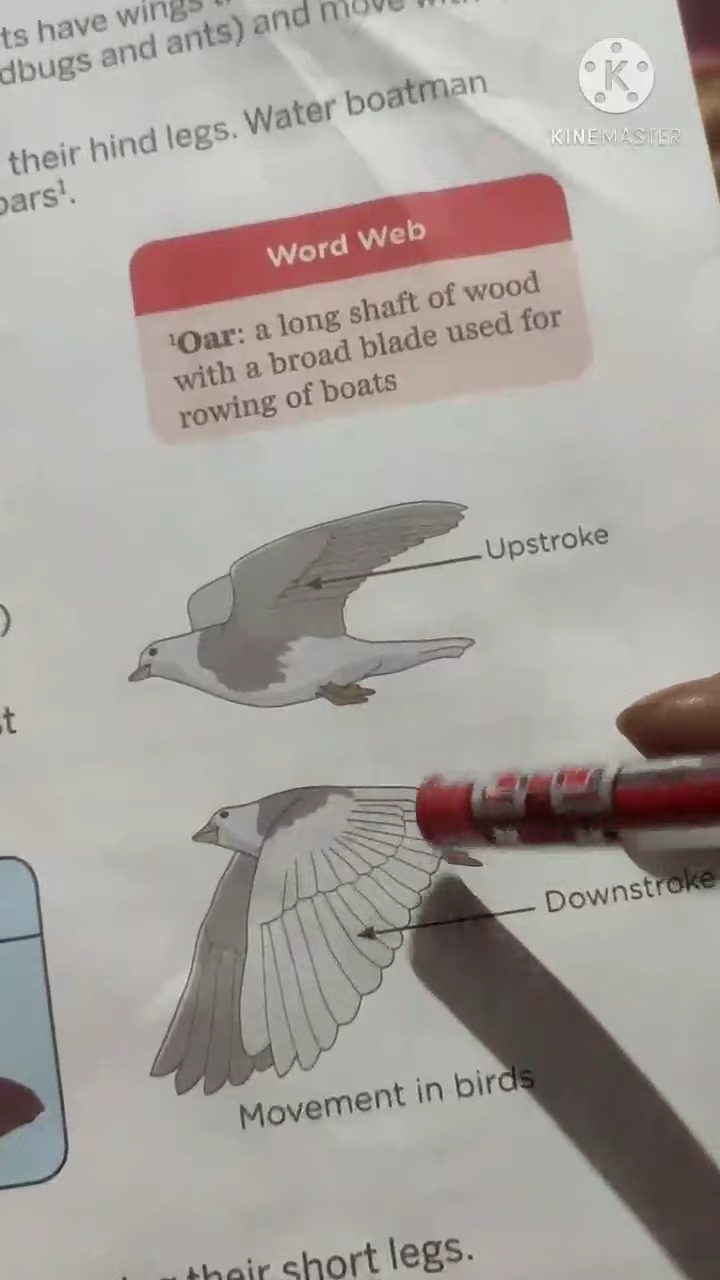 ts have wings
dbugs and ants) and move
their hind legs. Water boatman
oars¹.
Word Web
¹Oar: a long shaft of wood
with a broad blade used for
rowing of boats
Upstroke
)
st
Downstroke
Movement in birds
their short legs.
K
KINEMASTER